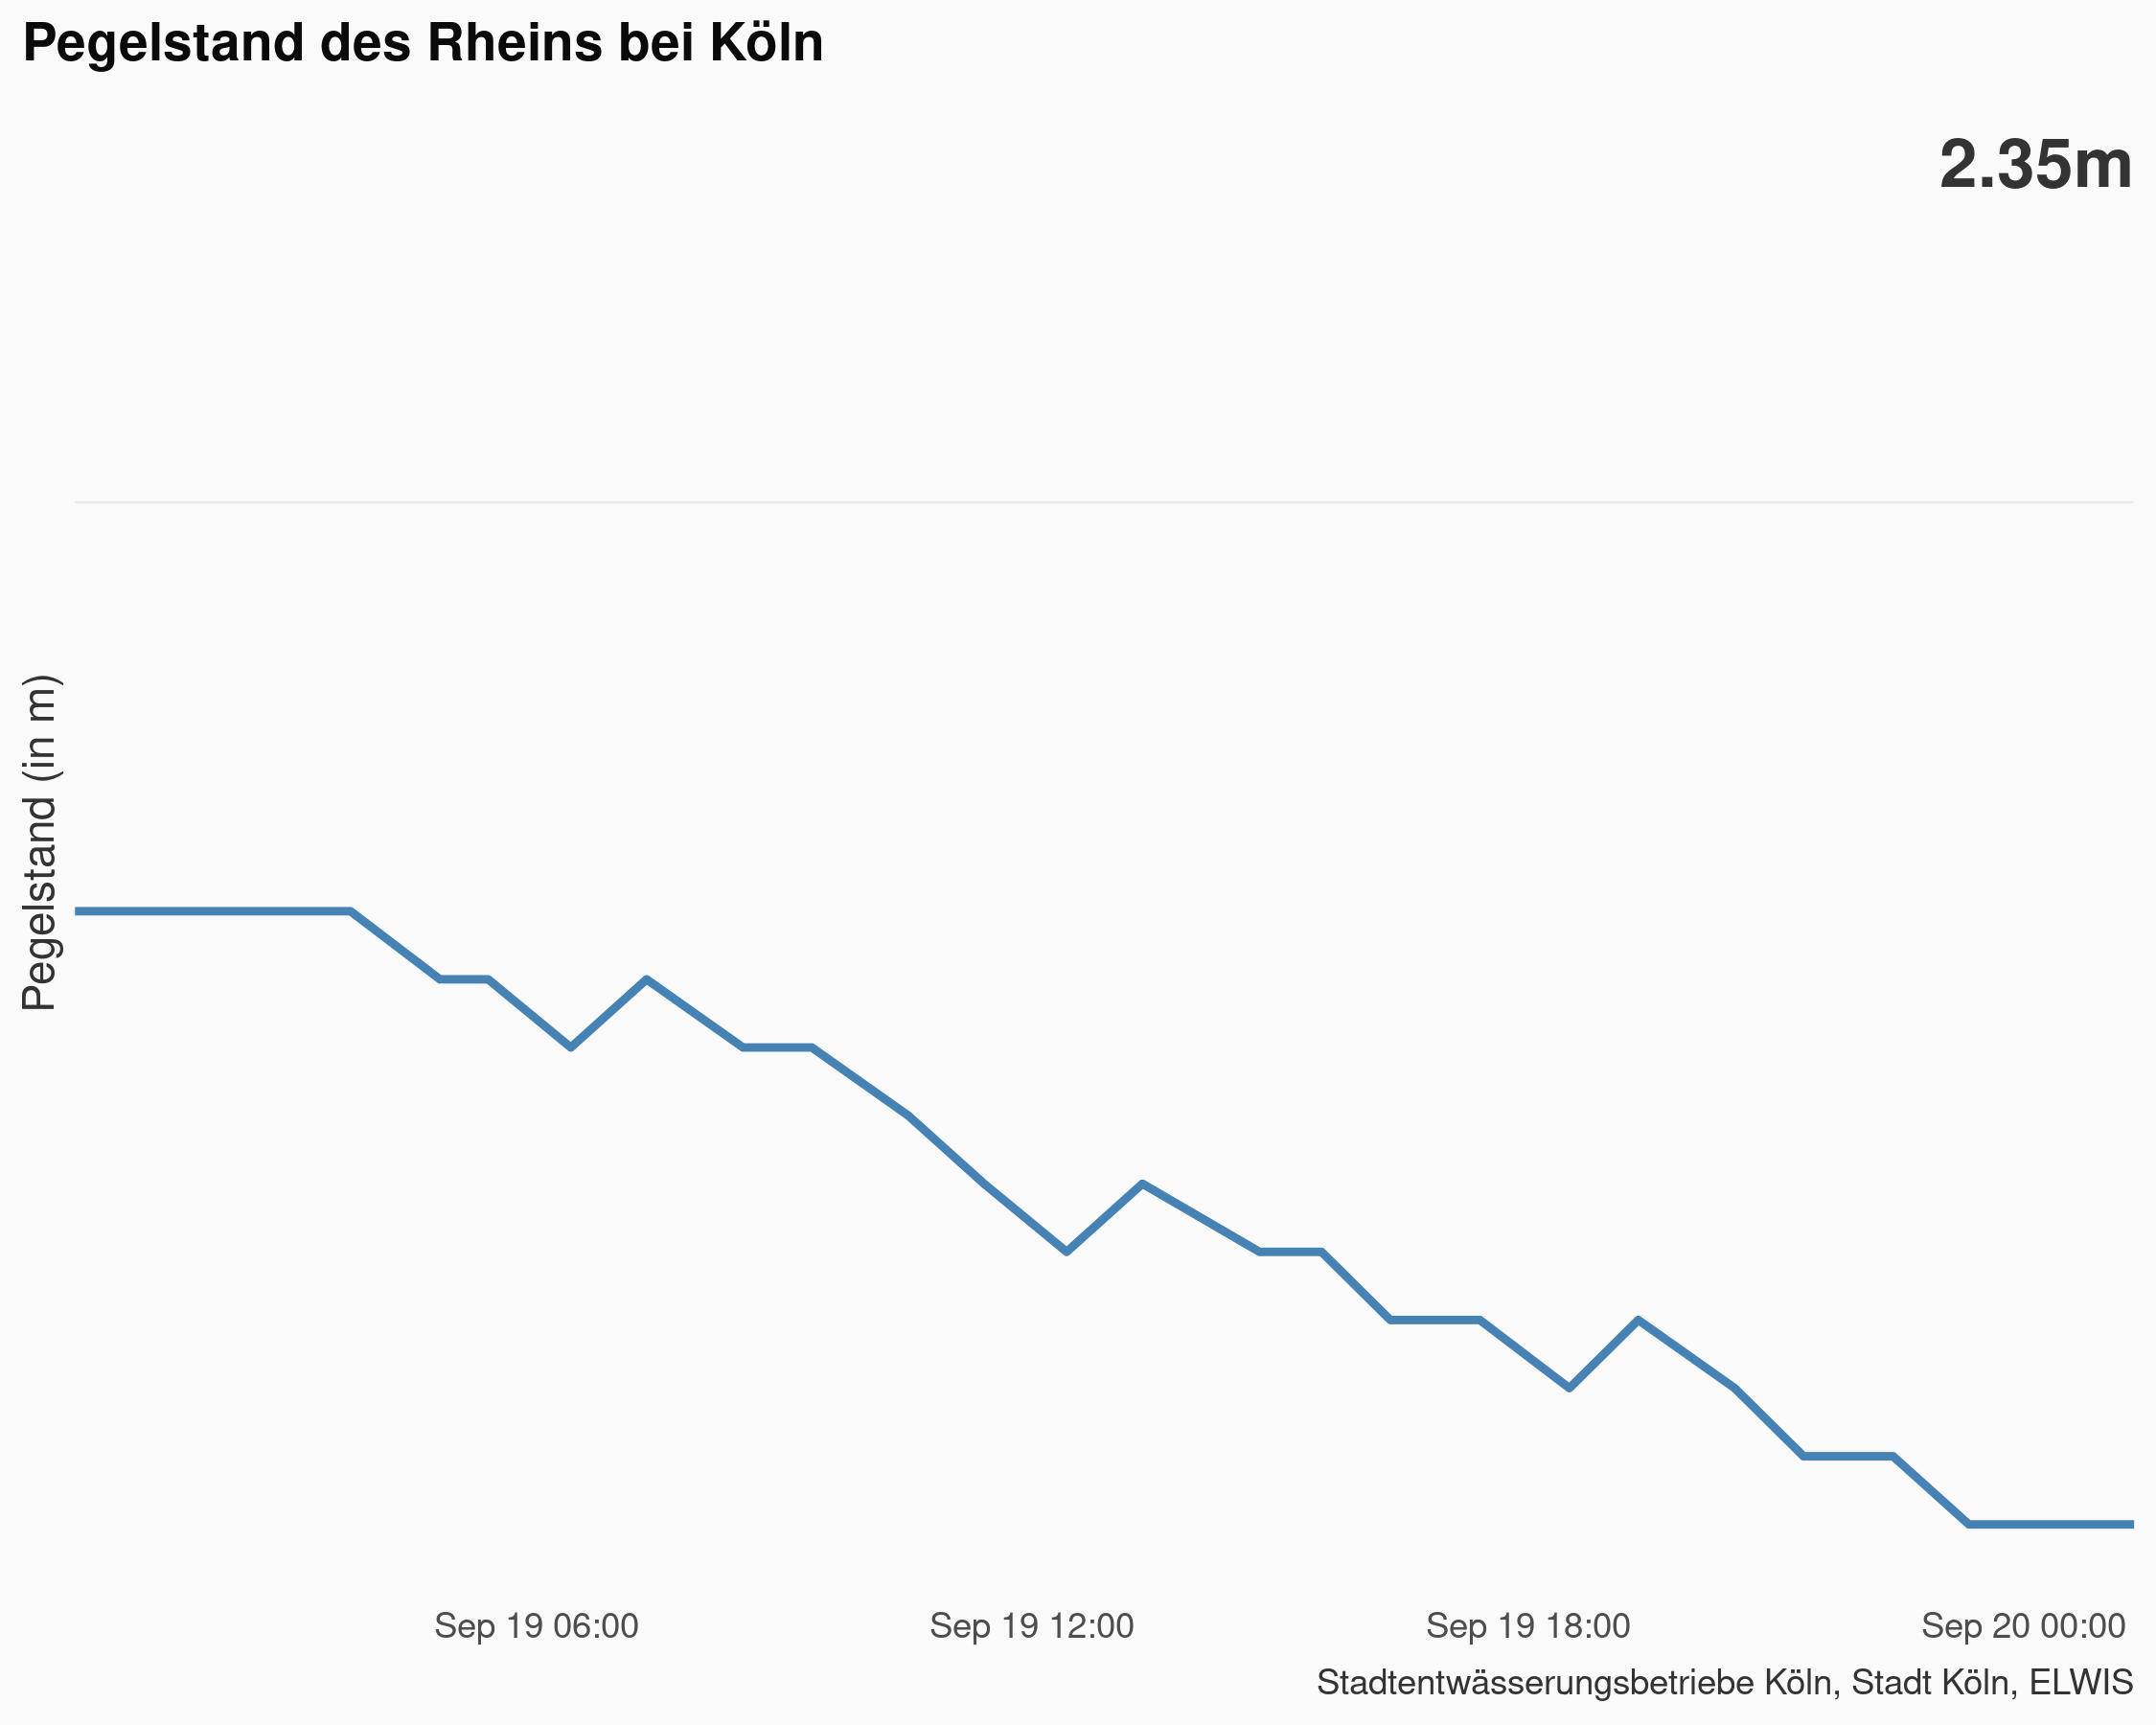 Pegelstand des Rheins bei Köln
2.35m
Pegelstand (in m)
Sep 19 06:00
Sep 19 12:00
Sep 19 18:00
Sep 20 00:00
Stadtentwässerungsbetriebe Köln, Stadt Köln, ELWIS